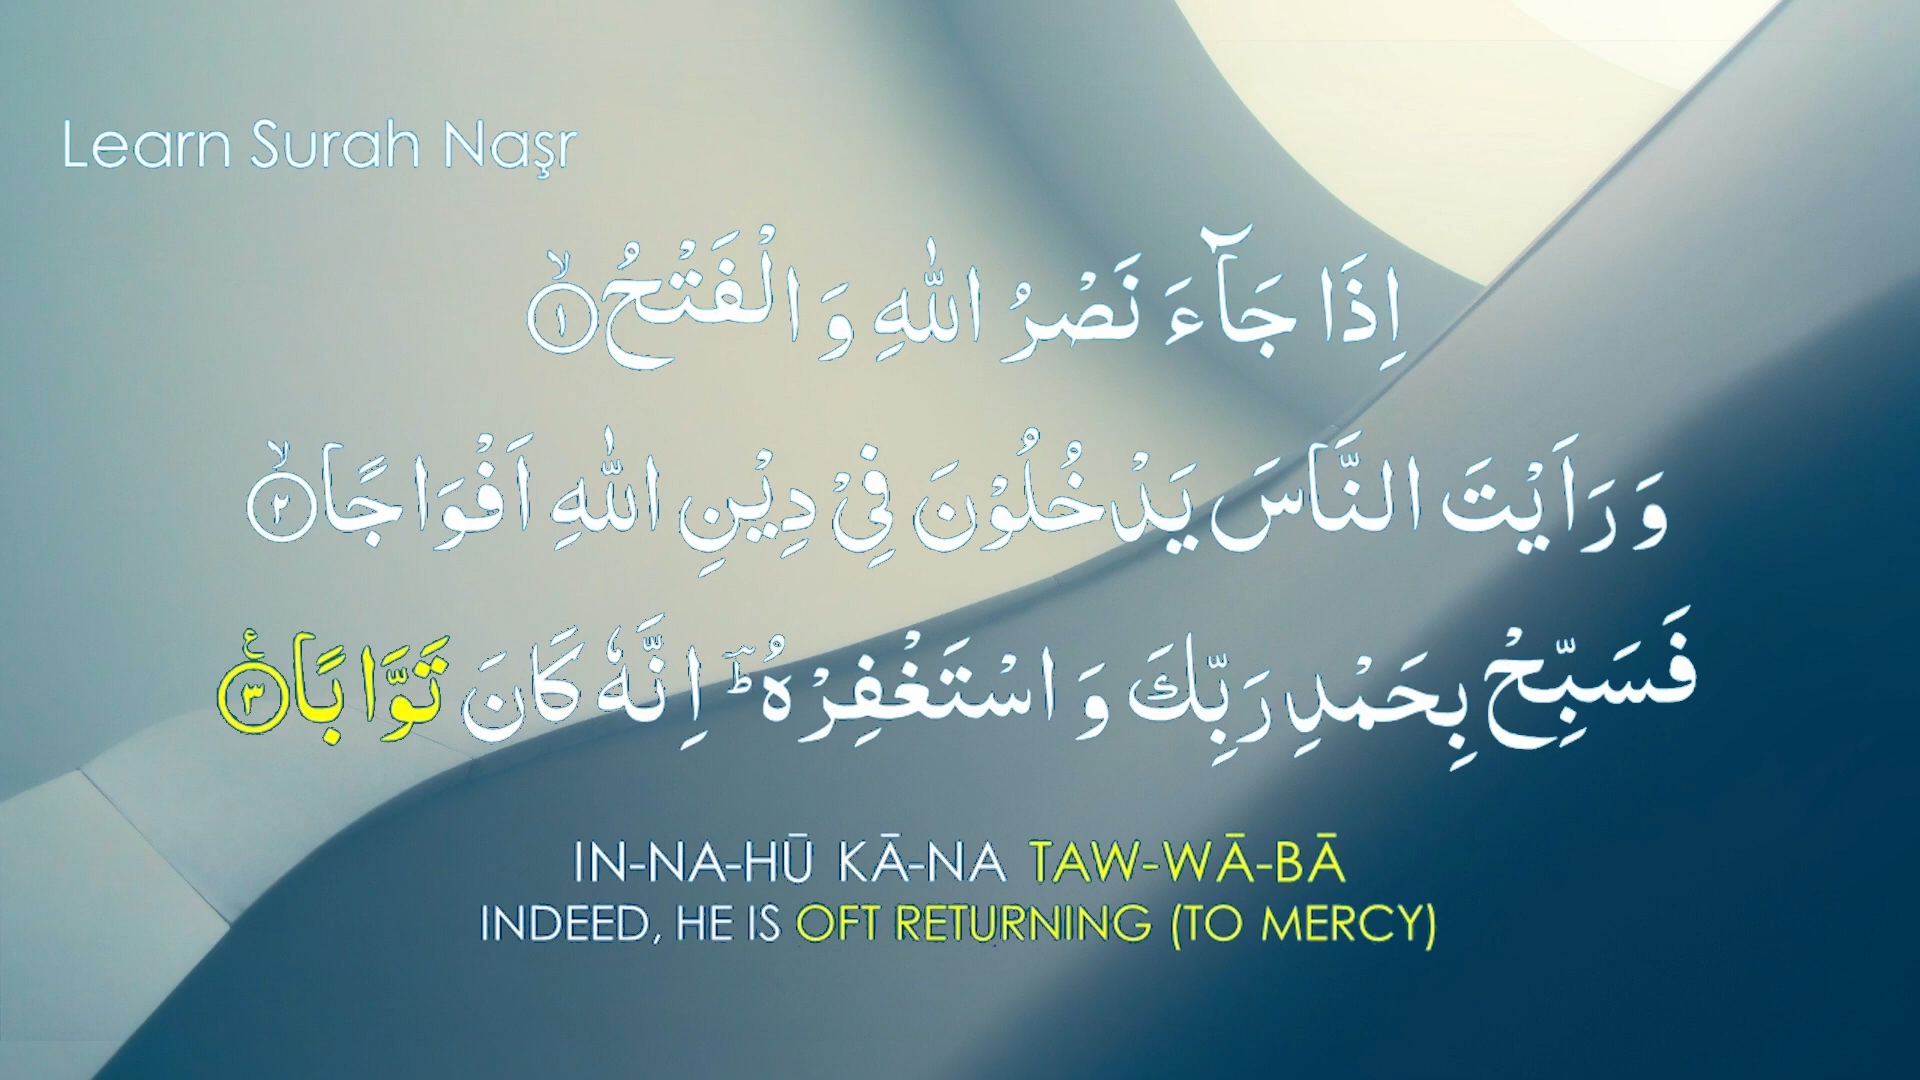 Learn Surah Naşr
اِذَا جَآءَ نَصْرُ اللّٰهِ وَ الْفَتْحُ ۙ﴿۱﴾
وَ رَاَیْتَ النَّاسَ یَدْخُلُوْنَ فِیْ دِیْنِ اللّٰهِ اَفْوَاجًا ۙ﴿۲﴾
فَسَبِّحْ بِحَمْدِ رَبِّكَ وَ اسْتَغْفِرْهُ ؕؔ اِنَّهٗ كَانَ تَوَّابًا ﴿۳﴾ع
IN-NA-HŪ KĀ-NA TAW-WĀ-BĀ
INDEED, HE IS OFT RETURNING (TO MERCY)